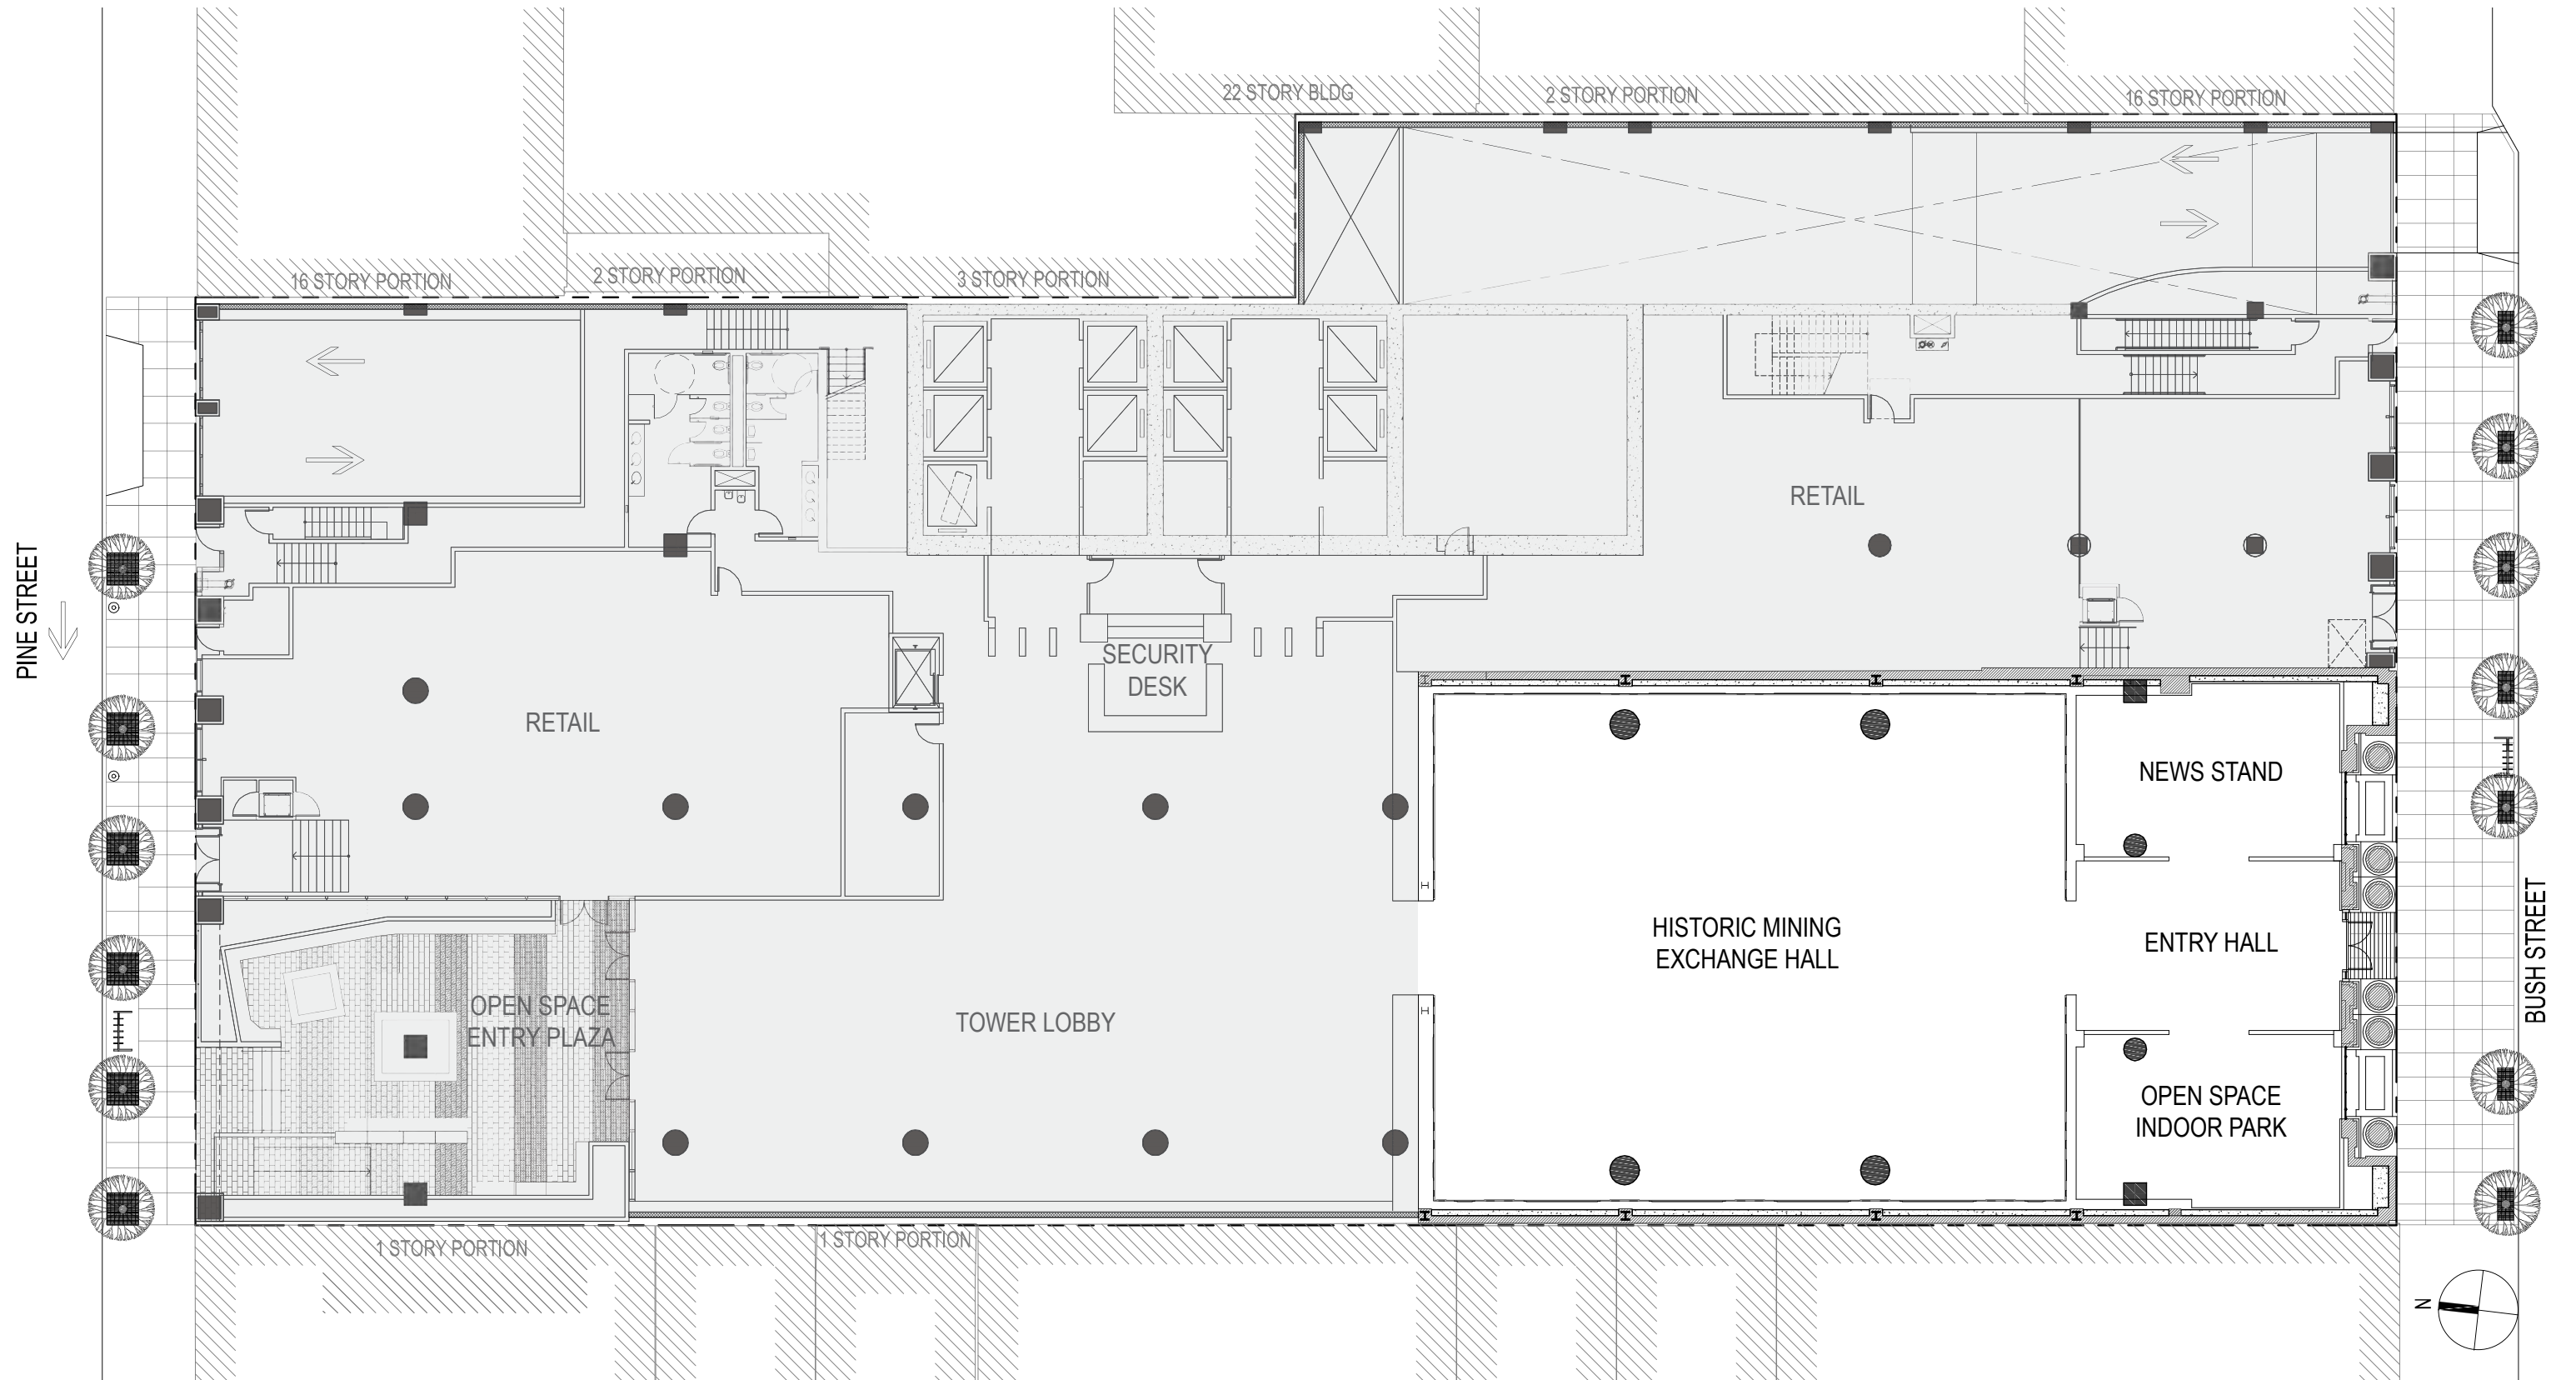 22 STORY BLDG
2 STORY PORTION
16 STORY PORTION
16 STORY PORTION
2 STORY PORTION
3 STORY PORTION
RETAIL
PINE STREET
SECURITY
DESK
RETAIL
NEWS STAND
HISTORIC MINING
EXCHANGE HALL
ENTRY HALL
BUSH STREET
OPEN SPACE
ENTRY PLAZA
TOWER LOBBY
OPEN SPACE
INDOOR PARK
1 STORY PORTION
1 STORY PORTION
N